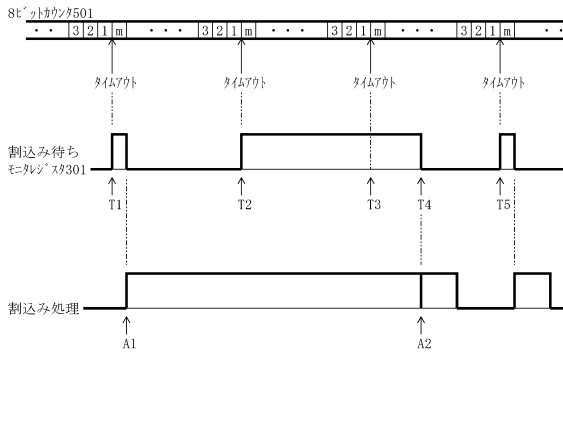 8ﾋﾞｯﾄｶｳﾝﾀ501
・・ 3 2 1 m ・・・ 3 2 1 m ・・・ 3 2 1 m ・・・ 3 2 1 m ・・
ﾀｲﾑｱｳﾄ ﾀｲﾑｱｳﾄ ﾀｲﾑｱｳﾄ ﾀｲﾑｱｳﾄ
割込み待ち
ﾓﾆﾀﾚｼﾞｽﾀ301
T1 T2 T3 T4 T5
割込み処理
A1 A2